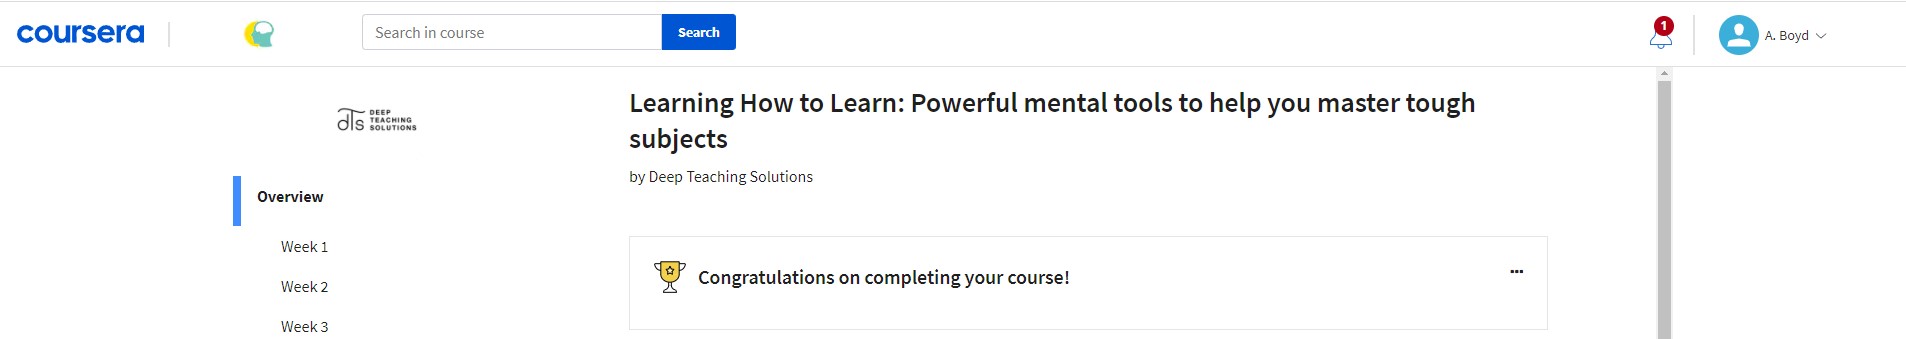 coursera
Search in course
Search
1
A. Boyd
DEEP
TEACHING
SOLUTIONS
dTs
Learning How to Learn: Powerful mental tools to help you master tough
subjects
by Deep Teaching Solutions
Overview
Week 1
Week 2
Week 3
Congratulations on completing your course!